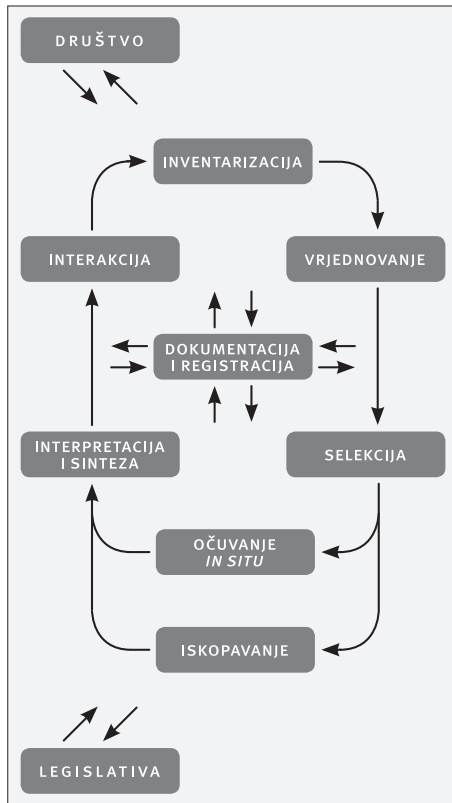 DRUŠTVO
INVENTARIZACIJA
INTERAKCIJA
VRJEDNOVANJE
DOKUMENTACIJA
I REGISTRACIJA
INTERPRETACIJA
I SINTEZA
SELEKCIJA
OČUVANJE
IN SITU
ISKOPAVANJE
LEGISLATIVA